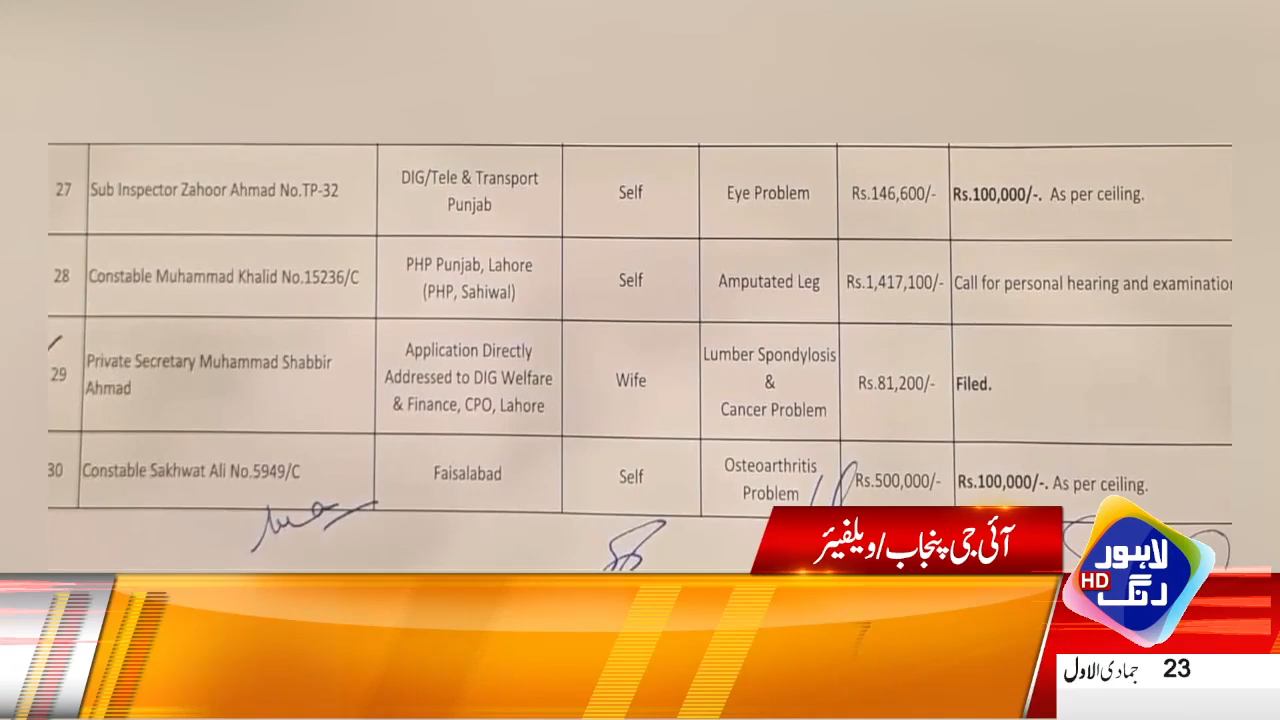 27 Sub Inspector Zahoor Ahmad No.TP-32 DIG/Tele & Transport Punjab Self Eye Problem Rs.146,600/- Rs.100,000/-. As per ceiling.
28 Constable Muhammad Khalid No.15236/C PHP Punjab, Lahore (PHP, Sahiwal) Self Amputated Leg Rs.1,417,100/- Call for personal hearing and examination
29 Private Secretary Muhammad Shabbir Ahmad Application Directly Addressed to DIG Welfare & Finance, CPO, Lahore Wife Lumber Spondylosis & Cancer Problem Rs.81,200/- Filed.
30 Constable Sakhwat Ali No.5949/C Faisalabad Self Osteoarthritis Problem Rs.500,000/- Rs.100,000/-. As per ceiling.
آئی جی پنجاب/ویلفیئر
لاہور
رنگ
HD
23 جمادی الاول